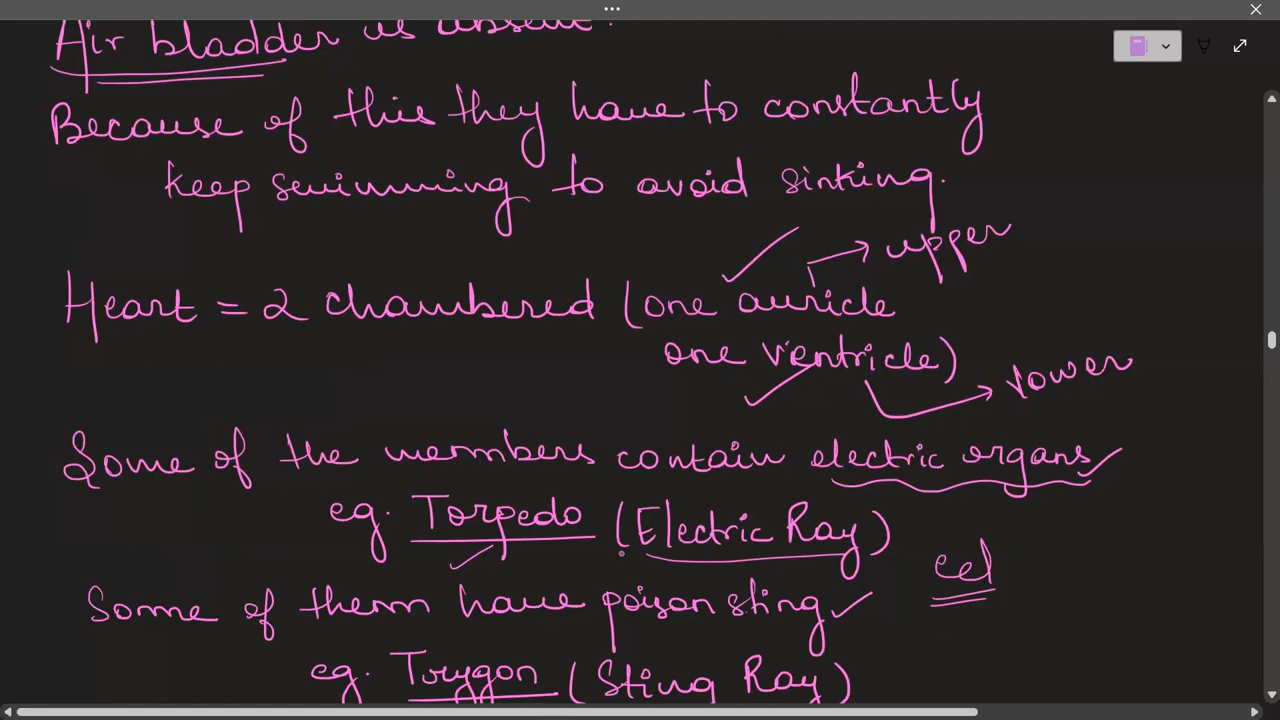 Air bladder is absent.
Because of this they have to constantly
keep swimming to avoid sinking.
upper
Heart = 2 chambered (one auricle
one ventricle)
lower
Some of the members contain electric organs
eg. Torpedo (Electric Ray)
eel
Some of them have poison sting
eg. Trygon (Sting Ray)